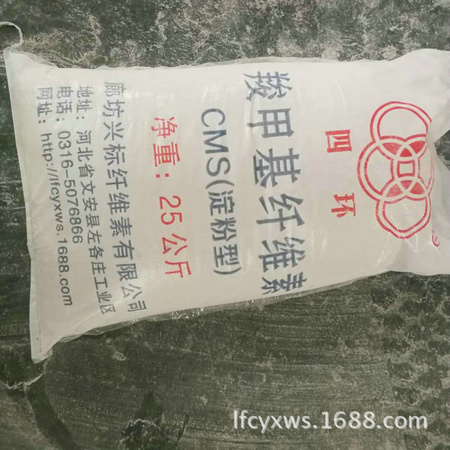 四环
羧甲基纤维素
CMS(淀粉型)
净重：25公斤
廊坊兴标纤维素有限公司
地址：河北省文安县左各庄工业区
电话：0316-5076866
网址：http://lfcyxws.1688.com
lfcyxws.1688.com